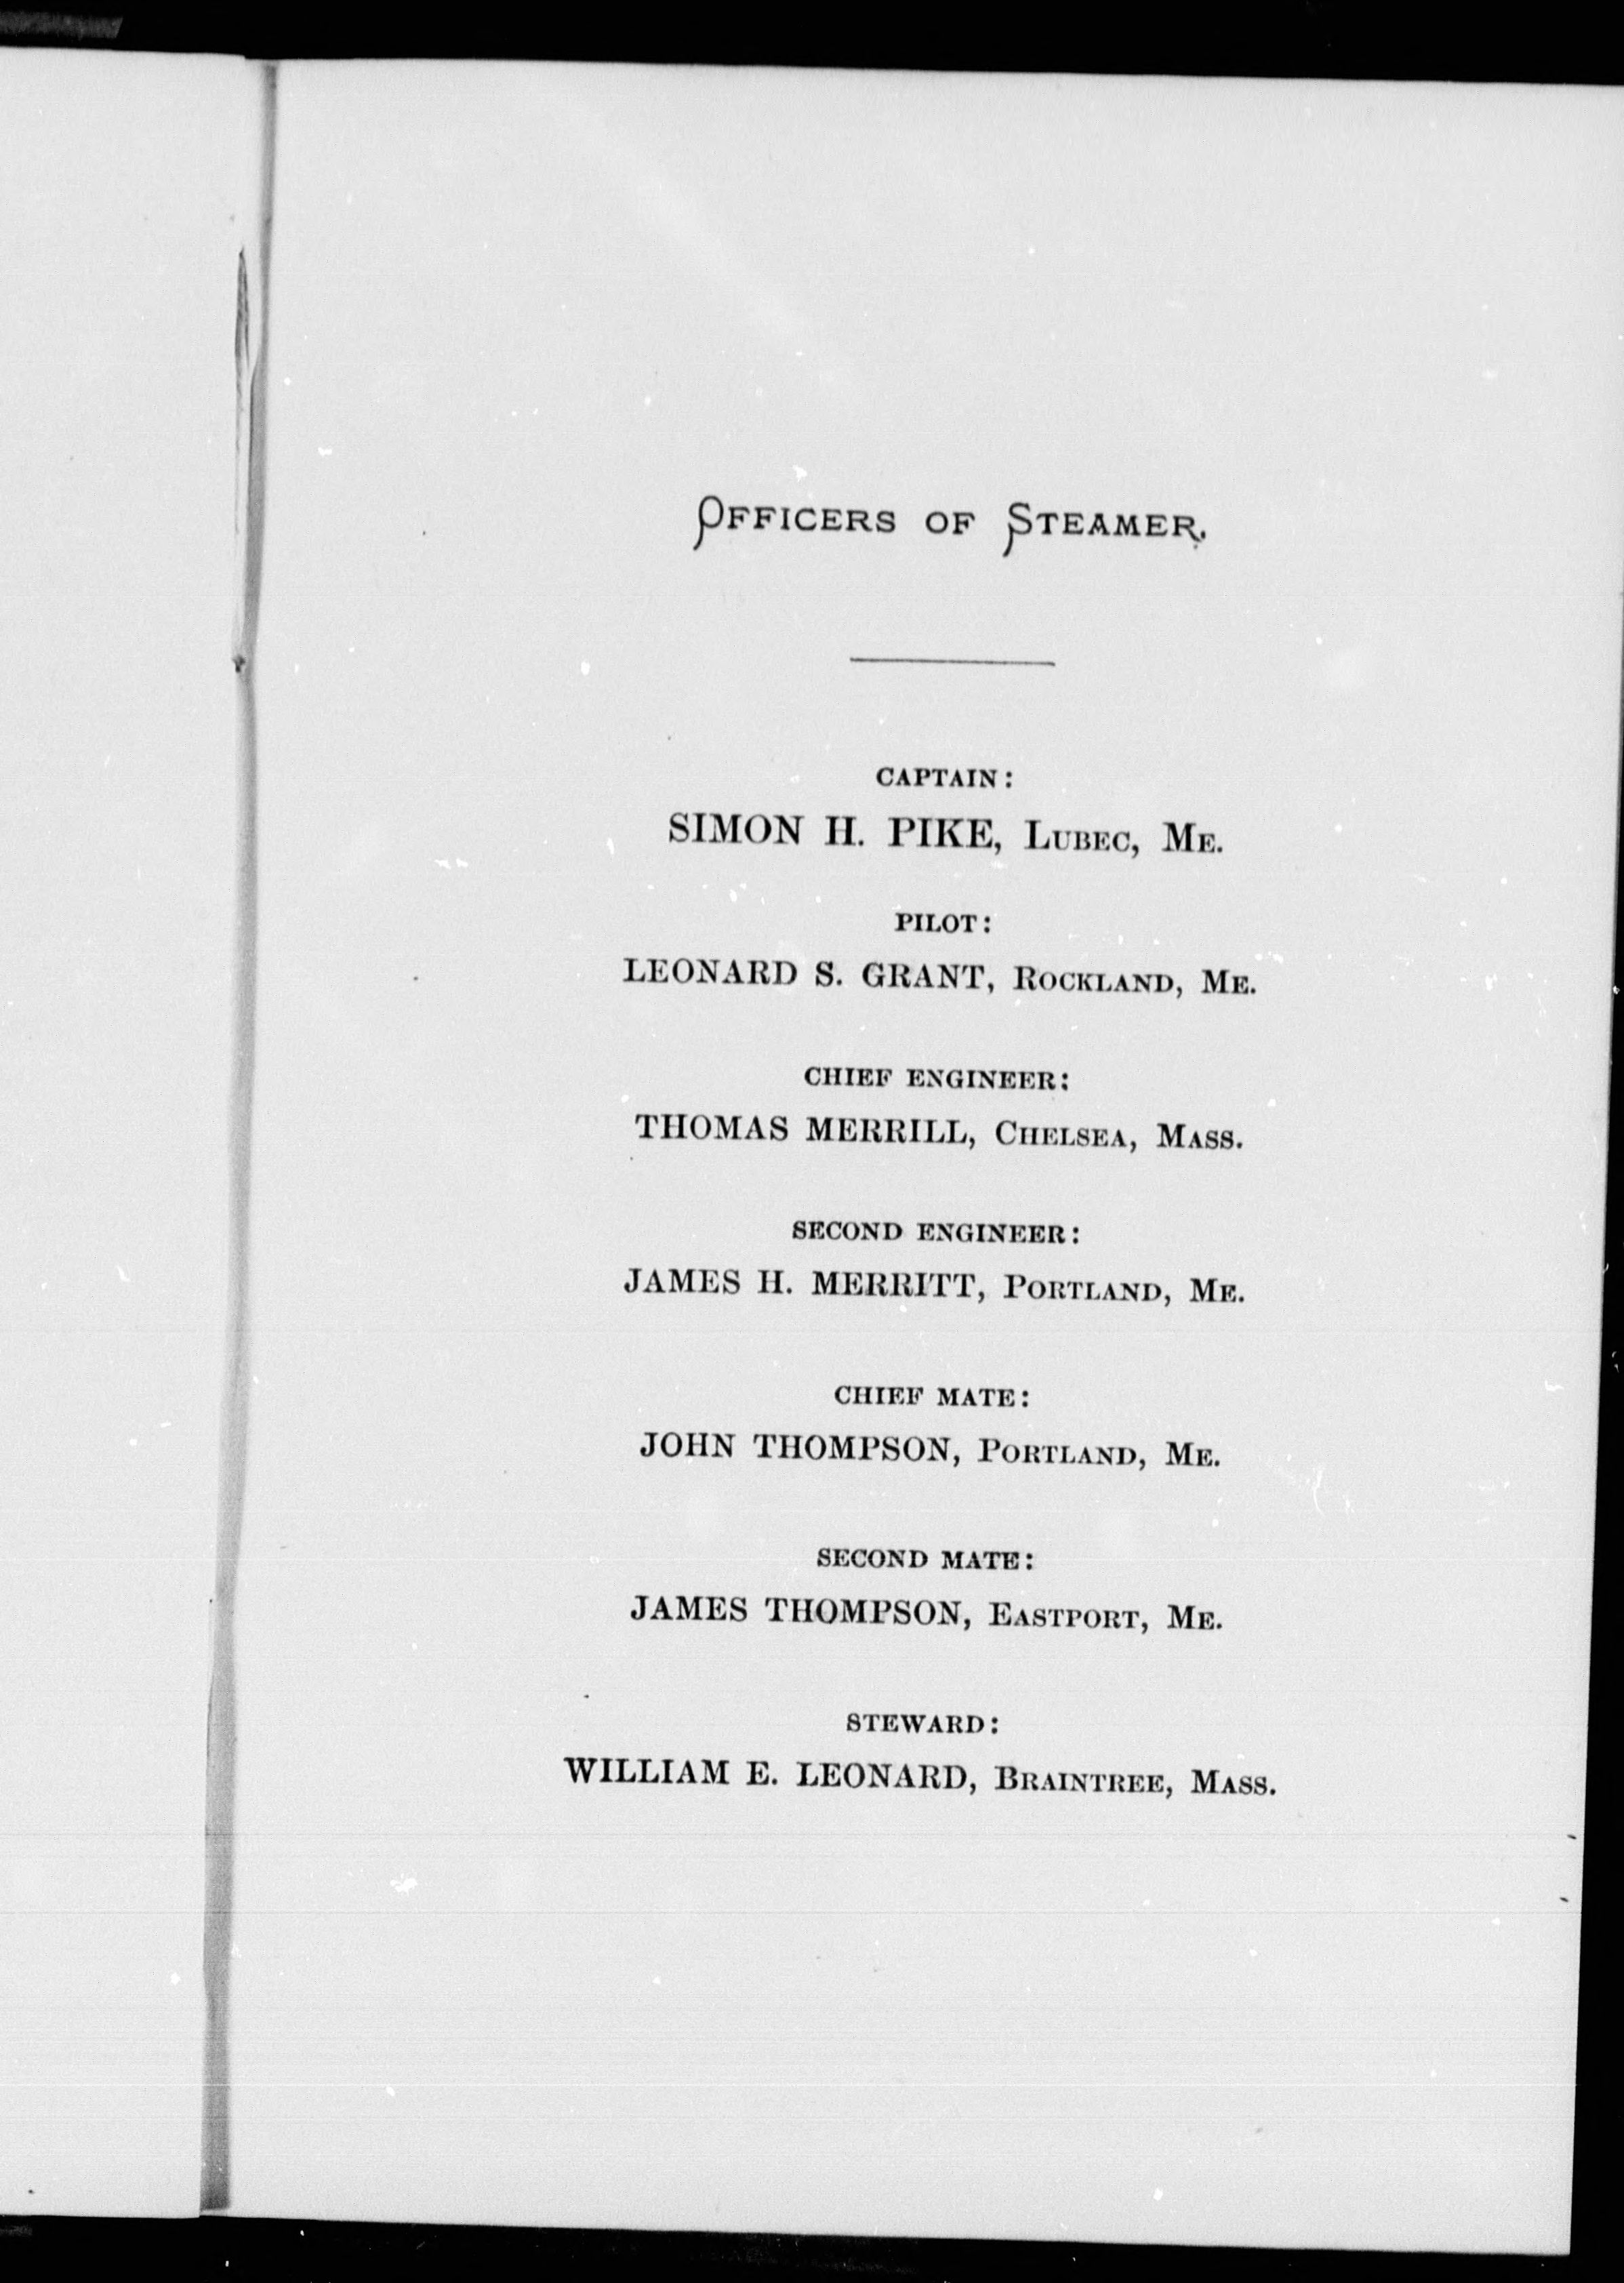 OFFICERS OF STEAMER.
CAPTAIN:
SIMON H. PIKE, LUBEC, ME.
PILOT:
LEONARD S. GRANT, ROCKLAND, ME.
CHIEF ENGINEER:
THOMAS MERRILL, CHELSEA, MASS.
SECOND ENGINEER:
JAMES H. MERRITT, PORTLAND, ME.
CHIEF MATE:
JOHN THOMPSON, PORTLAND, ME.
SECOND MATE:
JAMES THOMPSON, EASTPORT, ME.
STEWARD:
WILLIAM E. LEONARD, BRAINTREE, MASS.